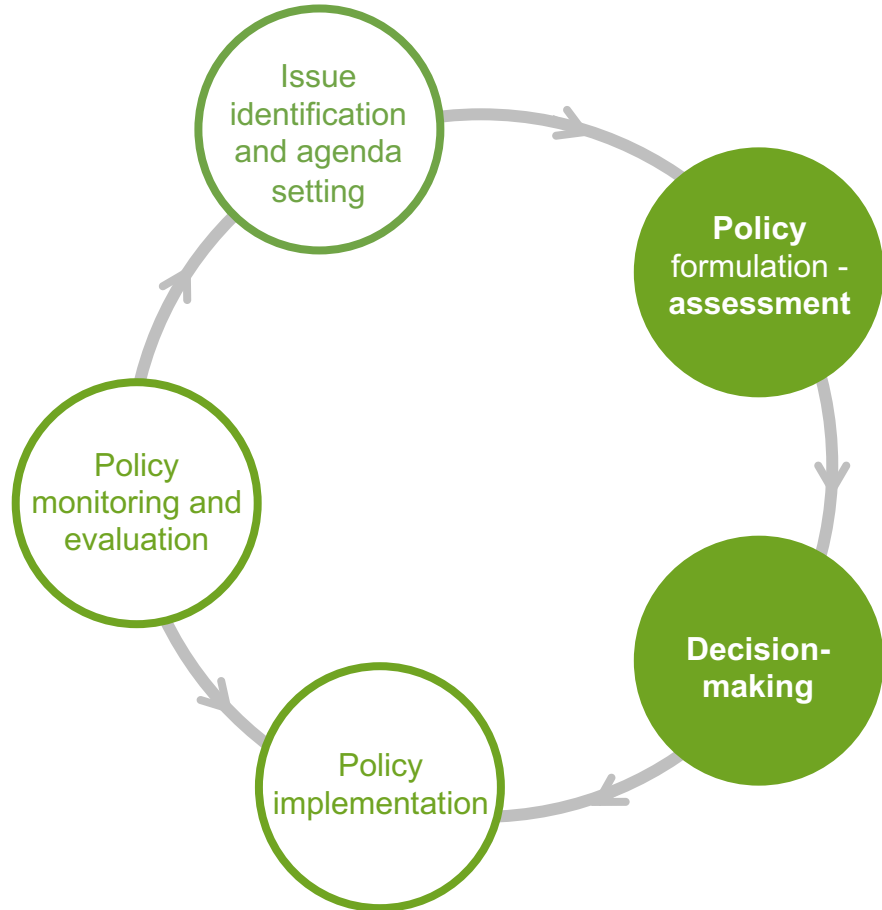 Issue
identification
and agenda
setting
Policy
formulation -
assessment
Decision-
making
Policy
implementation
Policy
monitoring and
evaluation